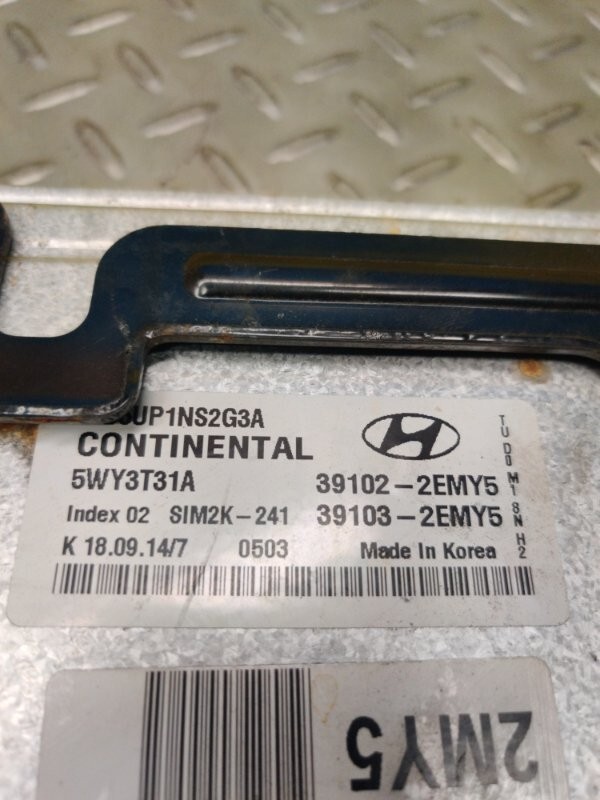 UP1NS2G3A
CONTINENTAL
5WY3T31A 39102-2EMY5
Index 02 SIM2K-241 39103-2EMY5
K 18.09.14/7 0503 Made In Korea
2MY5